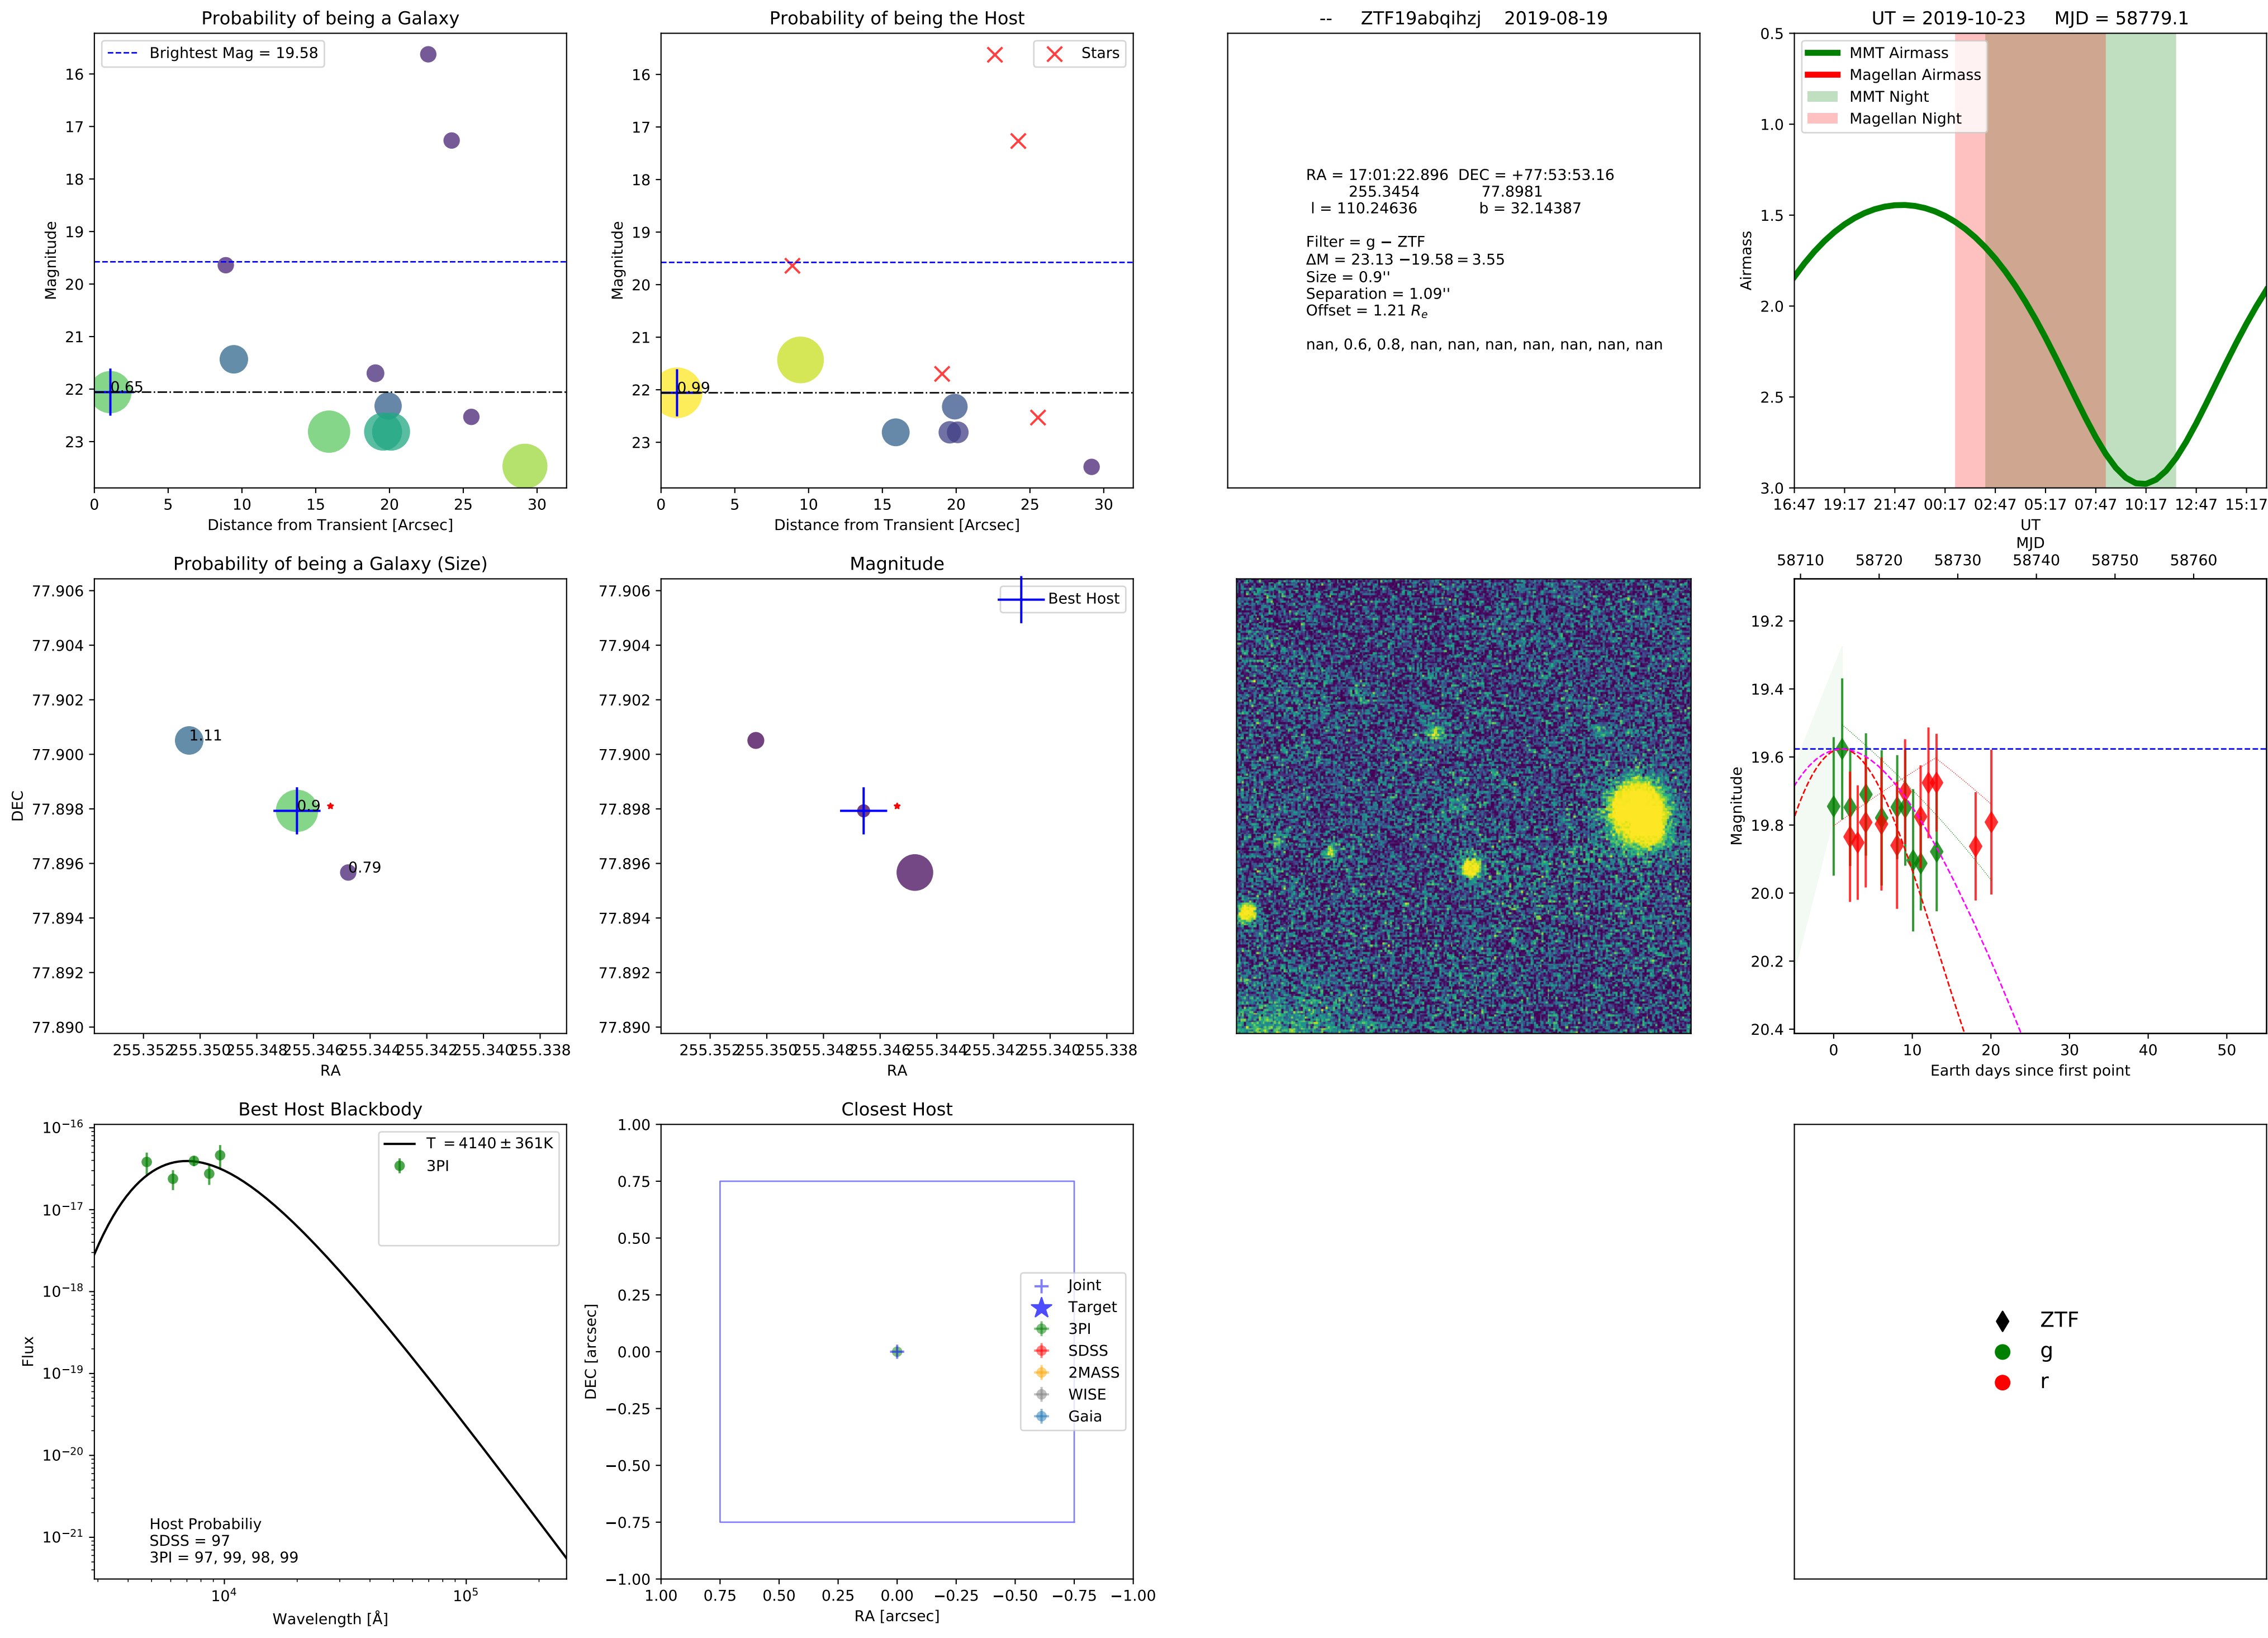 Probability of being a Galaxy
Brightest Mag = 19.58
16
17
18
19
20
21
22
23
Magnitude
0.65
0
5
10
15
20
25
30
Distance from Transient [Arcsec]
Probability of being the Host
Stars
16
17
18
19
20
21
22
23
Magnitude
0.99
0
5
10
15
20
25
30
Distance from Transient [Arcsec]
-- ZTF19abqihzj 2019-08-19
RA = 17:01:22.896 DEC = +77:53:53.16
255.3454 77.8981
l = 110.24636 b = 32.14387
Filter = g − ZTF
ΔM = 23.13 −19.58 = 3.55
Size = 0.9''
Separation = 1.09''
Offset = 1.21 Re
nan, 0.6, 0.8, nan, nan, nan, nan, nan, nan, nan
UT = 2019-10-23 MJD = 58779.1
MMT Airmass
Magellan Airmass
MMT Night
Magellan Night
0.5
1.0
1.5
2.0
2.5
3.0
Airmass
16:47 19:17 21:47 00:17 02:47 05:17 07:47 10:17 12:47 15:17
UT
Probability of being a Galaxy (Size)
77.906
77.904
77.902
77.900
77.898
77.896
77.894
77.892
77.890
DEC
1.11
0.9
0.79
255.352 255.350 255.348 255.346 255.344 255.342 255.340 255.338
RA
Magnitude
Best Host
77.906
77.904
77.902
77.900
77.898
77.896
77.894
77.892
77.890
255.352 255.350 255.348 255.346 255.344 255.342 255.340 255.338
RA
MJD
58710 58720 58730 58740 58750 58760
19.2
19.4
19.6
19.8
20.0
20.2
20.4
Magnitude
0 10 20 30 40 50
Earth days since first point
Best Host Blackbody
T = 4140 ± 361K
3PI
10−16
10−17
10−18
10−19
10−20
10−21
Flux
Host Probabiliy
SDSS = 97
3PI = 97, 99, 98, 99
104 105
Wavelength [Å]
Closest Host
1.00
0.75
0.50
0.25
0.00
−0.25
−0.50
−0.75
−1.00
DEC [arcsec]
Joint
Target
3PI
SDSS
2MASS
WISE
Gaia
1.00 0.75 0.50 0.25 0.00 −0.25 −0.50 −0.75 −1.00
RA [arcsec]
ZTF
g
r